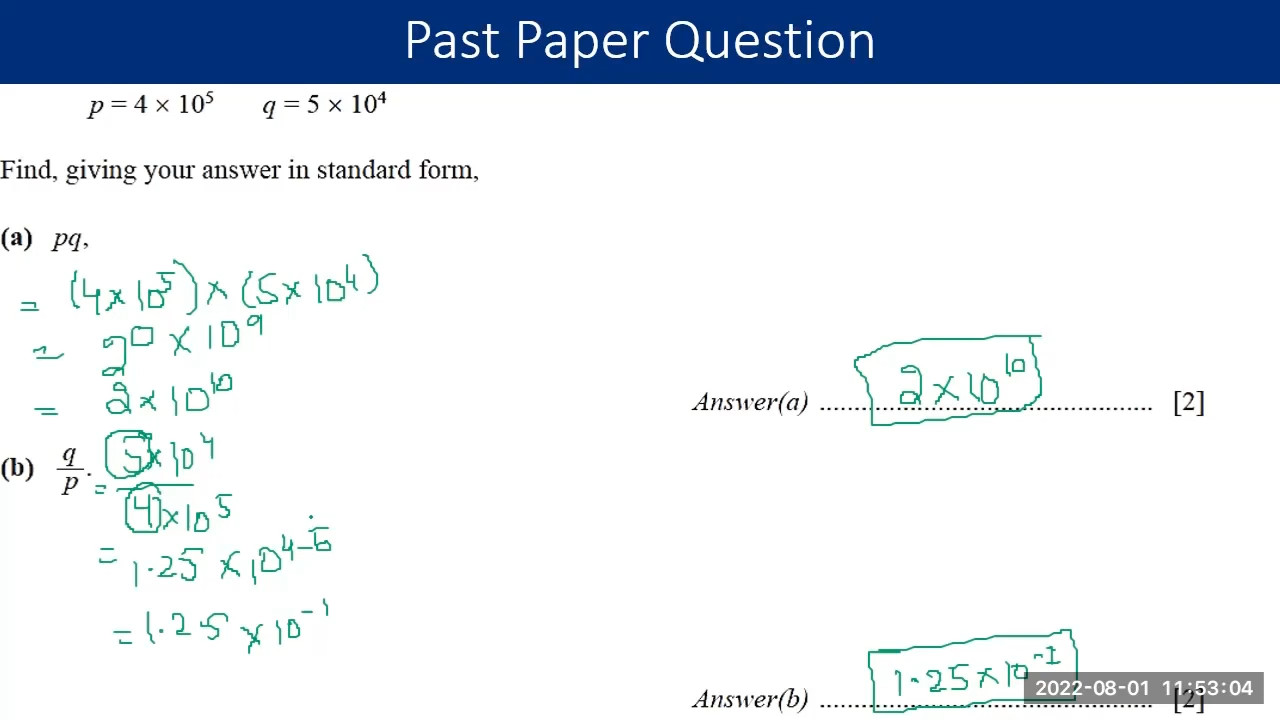 Past Paper Question
p = 4 × 10⁵ q = 5 × 10⁴
Find, giving your answer in standard form,
(a) pq,
= (4 × 10⁵) × (5 × 10⁴)
= 20 × 10⁹
= 2 × 10¹⁰
Answer(a) 2 × 10¹⁰ [2]
(b) q/p. = 5 × 10⁴ / 4 × 10⁵
= 1.25 × 10⁴⁻⁵
= 1.25 × 10⁻¹
Answer(b) 1.25 × 10⁻¹ [2]
2022-08-01 11:53:04